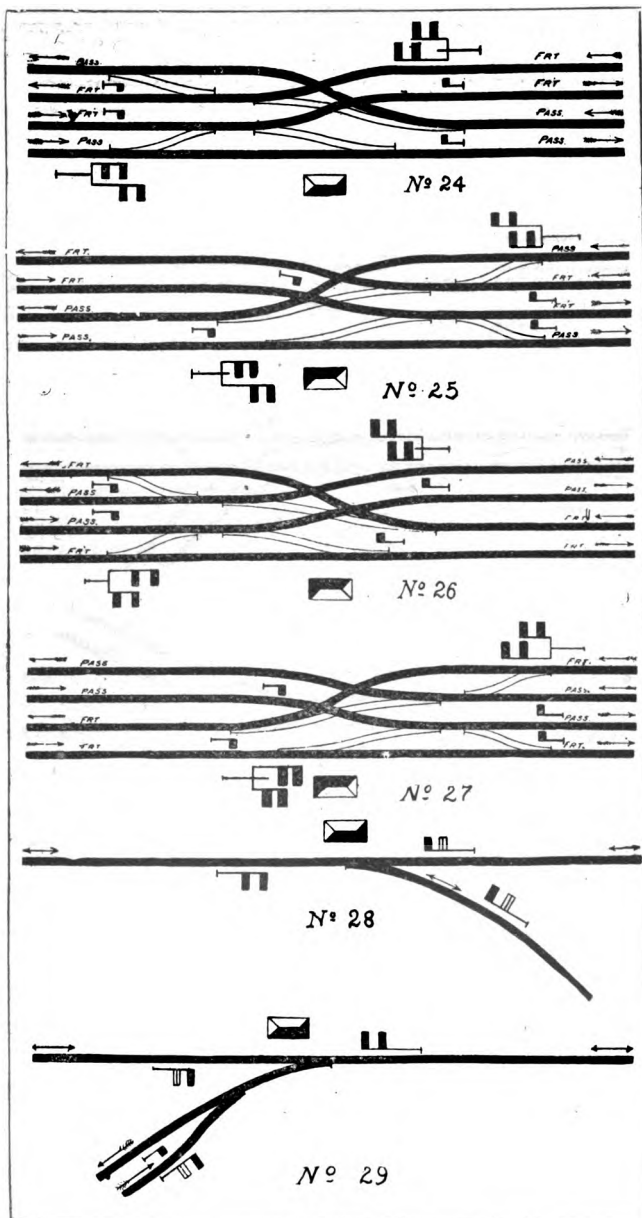 PASS. FRT
FRT FRT
FRT PASS.
PASS PASS.
Nº 24
FRT. PASS
FRT FRT
PASS FRT
PASS. PASS
Nº 25
FRT PASS.
PASS PASS.
PASS. FRT
FRT FRT
Nº 26
PASS FRT.
PASS PASS.
FRT PASS
FRT FRT.
Nº 27
Nº 28
Nº 29